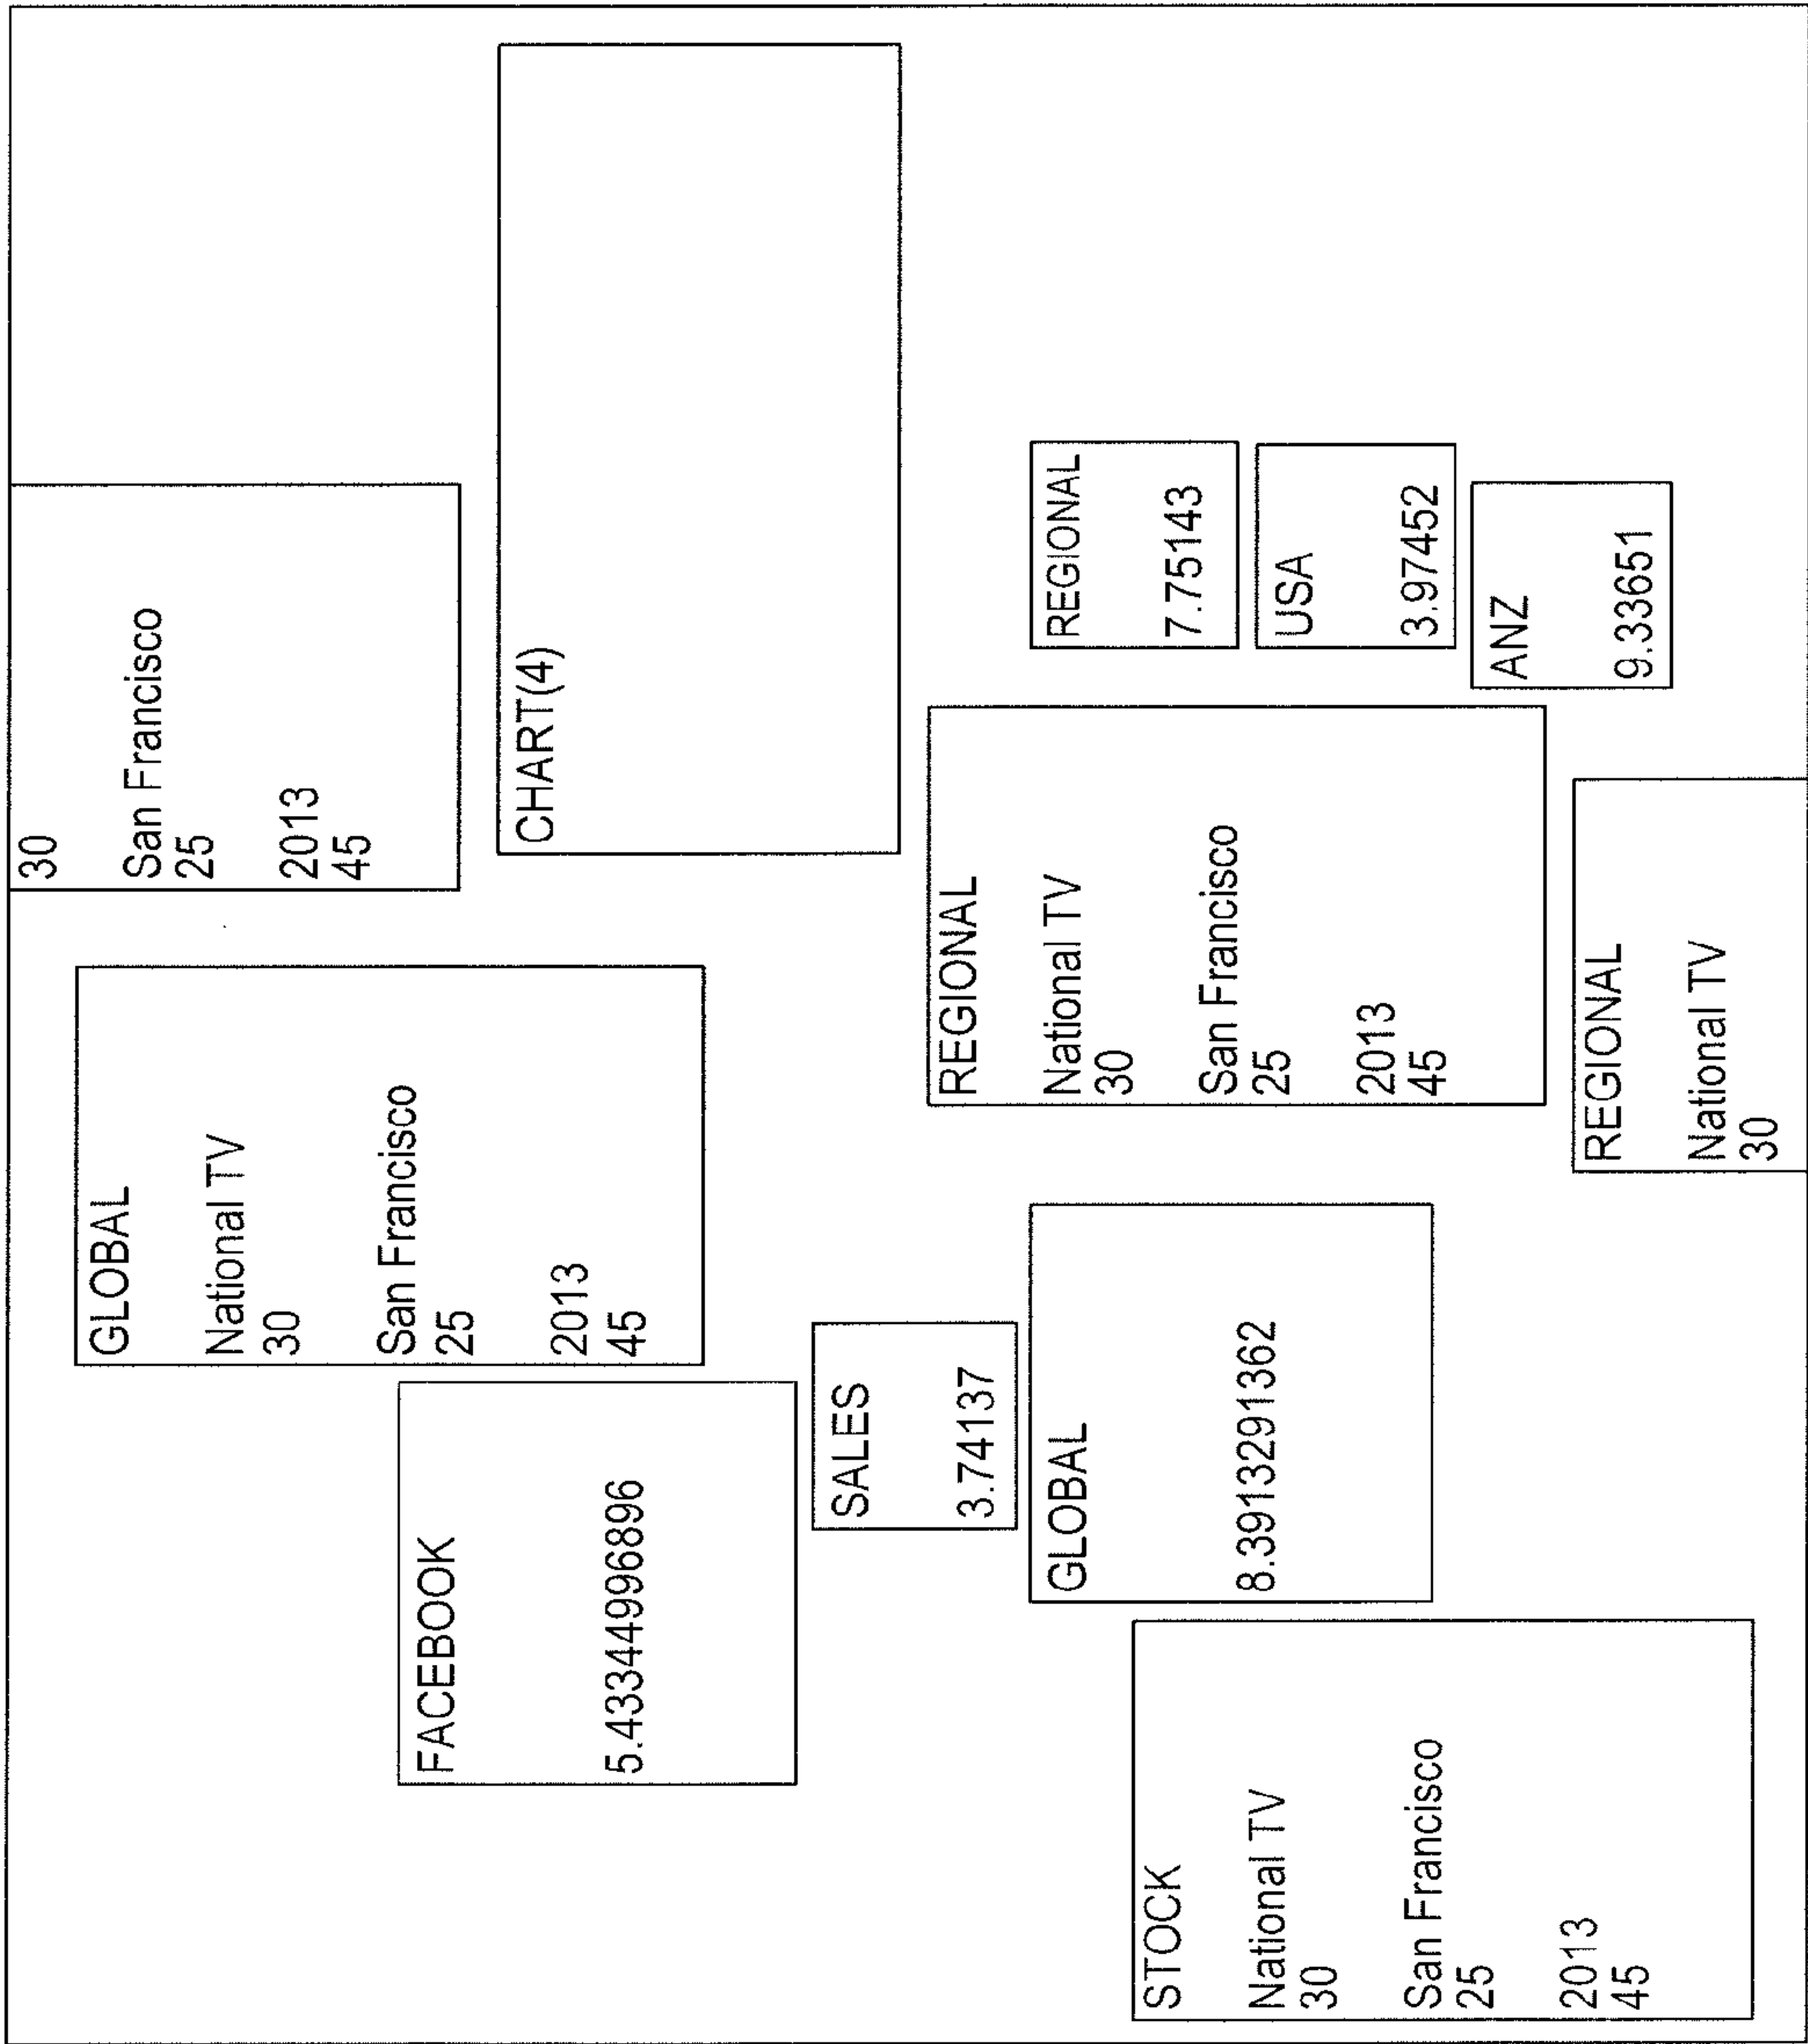 30
San Francisco
25
2013
45
GLOBAL
National TV
30
San Francisco
25
2013
45
FACEBOOK
5.43344996896
CHART(4)
SALES
3.74137
REGIONAL
National TV
30
San Francisco
25
2013
45
GLOBAL
8.3913291362
REGIONAL
7.75143
STOCK
National TV
30
San Francisco
25
2013
45
USA
3.97452
ANZ
9.33651
REGIONAL
National TV
30